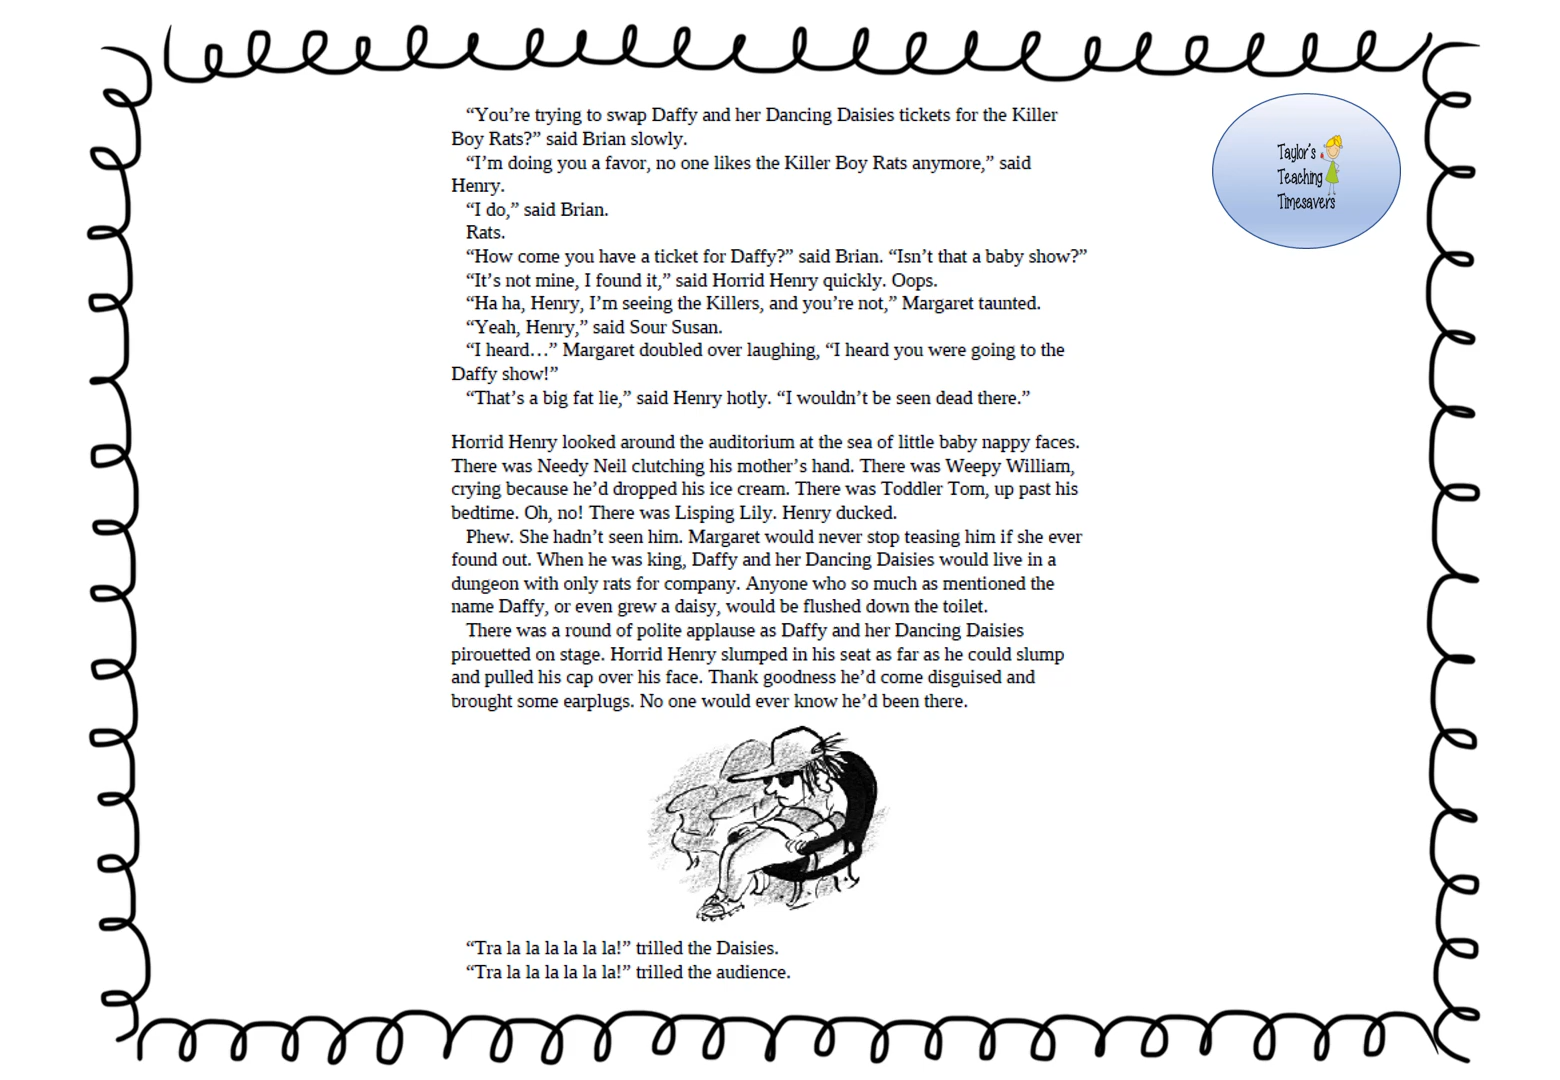 “You’re trying to swap Daffy and her Dancing Daisies tickets for the Killer
Boy Rats?” said Brian slowly.
“I’m doing you a favor, no one likes the Killer Boy Rats anymore,” said
Henry.
“I do,” said Brian.
Rats.
“How come you have a ticket for Daffy?” said Brian. “Isn’t that a baby show?”
“It’s not mine, I found it,” said Horrid Henry quickly. Oops.
“Ha ha, Henry, I’m seeing the Killers, and you’re not,” Margaret taunted.
“Yeah, Henry,” said Sour Susan.
“I heard…” Margaret doubled over laughing, “I heard you were going to the
Daffy show!”
“That’s a big fat lie,” said Henry hotly. “I wouldn’t be seen dead there.”
Horrid Henry looked around the auditorium at the sea of little baby nappy faces.
There was Needy Neil clutching his mother’s hand. There was Weepy William,
crying because he’d dropped his ice cream. There was Toddler Tom, up past his
bedtime. Oh, no! There was Lisping Lily. Henry ducked.
Phew. She hadn’t seen him. Margaret would never stop teasing him if she ever
found out. When he was king, Daffy and her Dancing Daisies would live in a
dungeon with only rats for company. Anyone who so much as mentioned the
name Daffy, or even grew a daisy, would be flushed down the toilet.
There was a round of polite applause as Daffy and her Dancing Daisies
pirouetted on stage. Horrid Henry slumped in his seat as far as he could slump
and pulled his cap over his face. Thank goodness he’d come disguised and
brought some earplugs. No one would ever know he’d been there.
“Tra la la la la la la!” trilled the Daisies.
“Tra la la la la la la!” trilled the audience.
Taylor's
Teaching
Timesavers